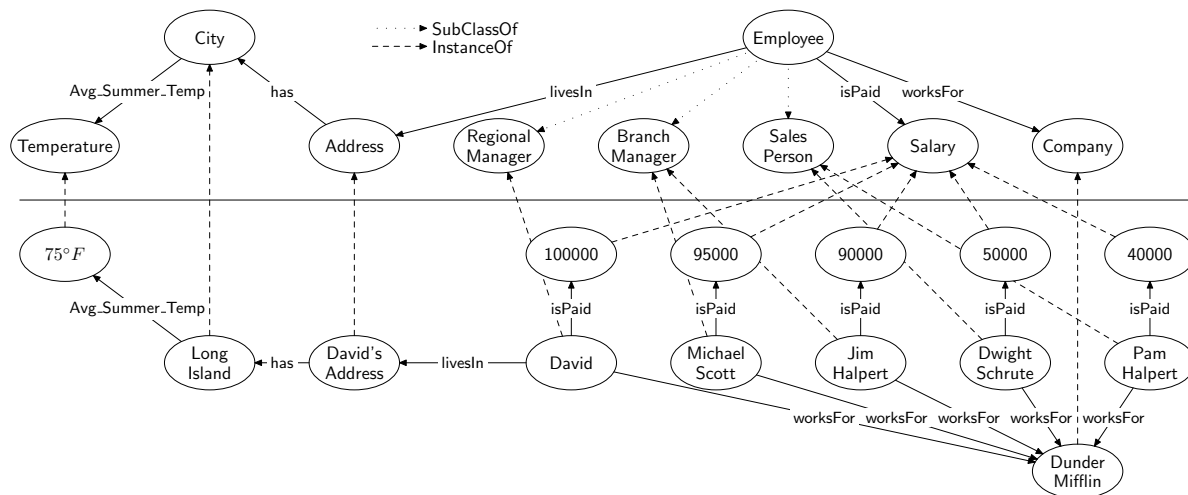 City
SubClassOf
InstanceOf
Employee
Avg_Summer_Temp
has
livesIn
isPaid
worksFor
Temperature
Address
Regional
Manager
Branch
Manager
Sales
Person
Salary
Company
75°F
100000
95000
90000
50000
40000
Avg_Summer_Temp
isPaid
isPaid
isPaid
isPaid
isPaid
Long
Island
has
David's
Address
livesIn
David
Michael
Scott
Jim
Halpert
Dwight
Schrute
Pam
Halpert
worksFor
worksFor
worksFor
worksFor
worksFor
Dunder
Mifflin